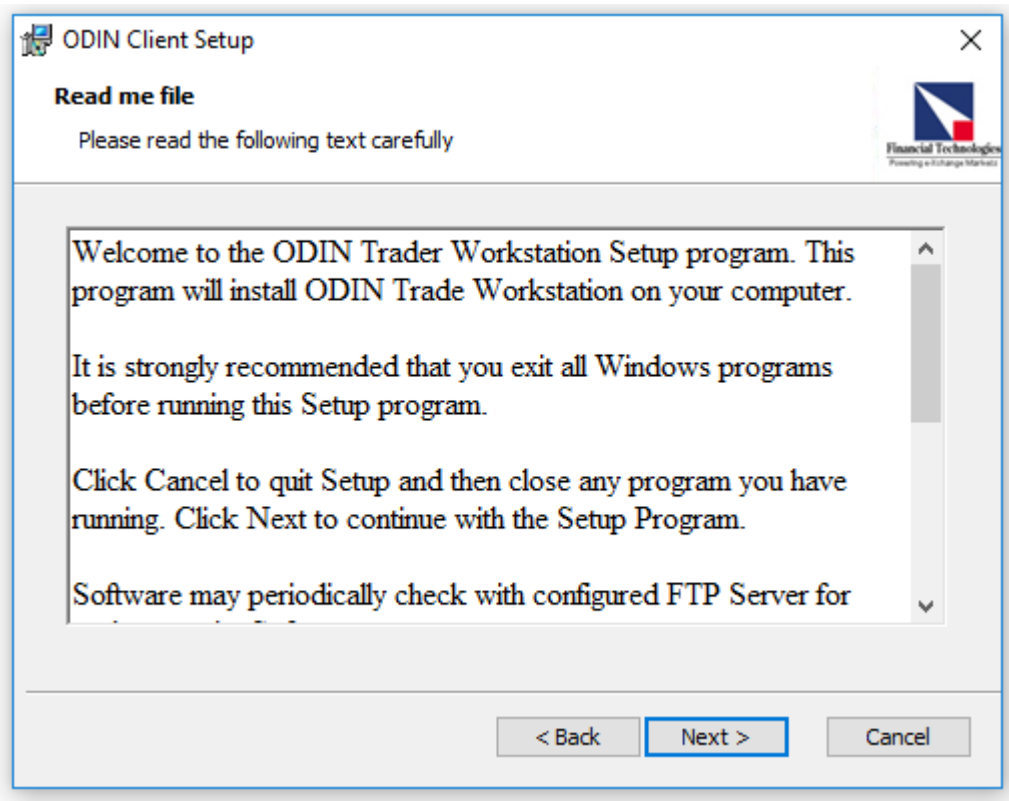 ODIN Client Setup
Read me file
Please read the following text carefully
Financial Technologies
Powering eXchange Markets
Welcome to the ODIN Trader Workstation Setup program. This
program will install ODIN Trade Workstation on your computer.
It is strongly recommended that you exit all Windows programs
before running this Setup program.
Click Cancel to quit Setup and then close any program you have
running. Click Next to continue with the Setup Program.
Software may periodically check with configured FTP Server for
< Back
Next >
Cancel